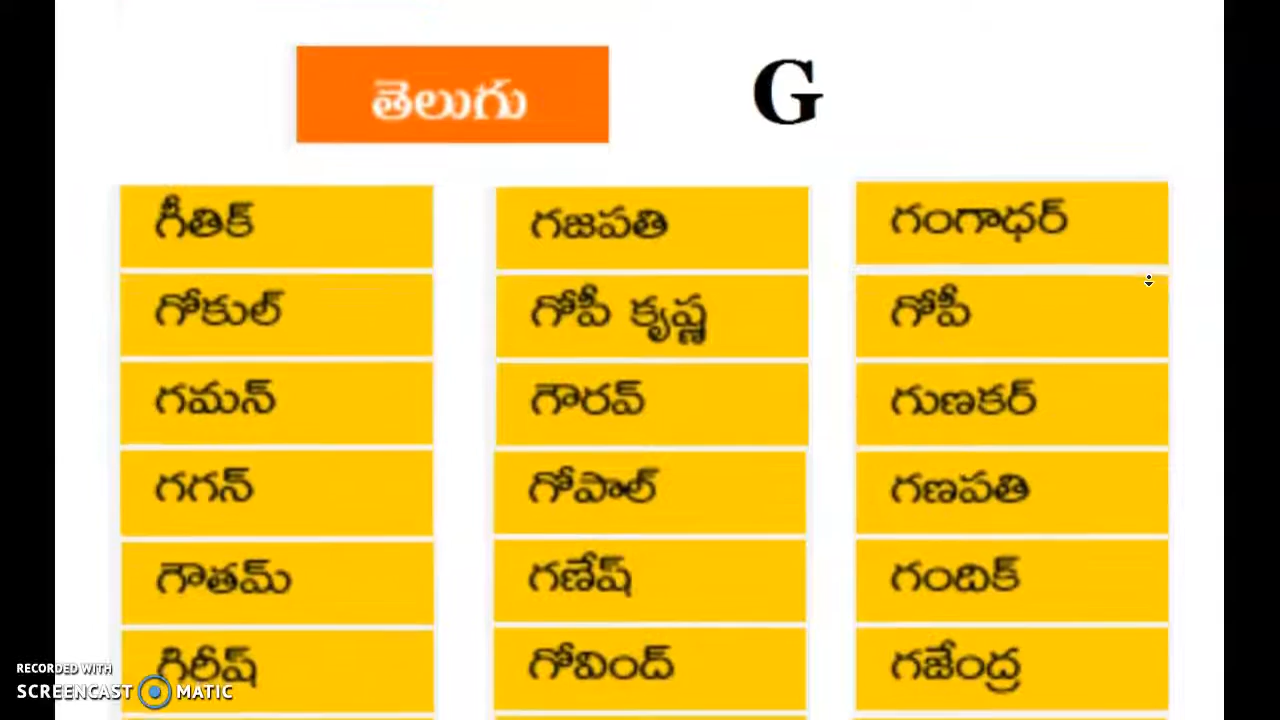 తెలుగు G
గీతిక్ గజపతి గంగాధర్
గోకుల్ గోపీ కృష్ణ గోపీ
గమన్ గౌరవ్ గుణకర్
గగన్ గోపాల్ గణపతి
గౌతమ్ గణేష్ గందిక్
గిరీష్ గోవింద్ గజేంద్ర
RECORDED WITH
SCREENCAST MATIC